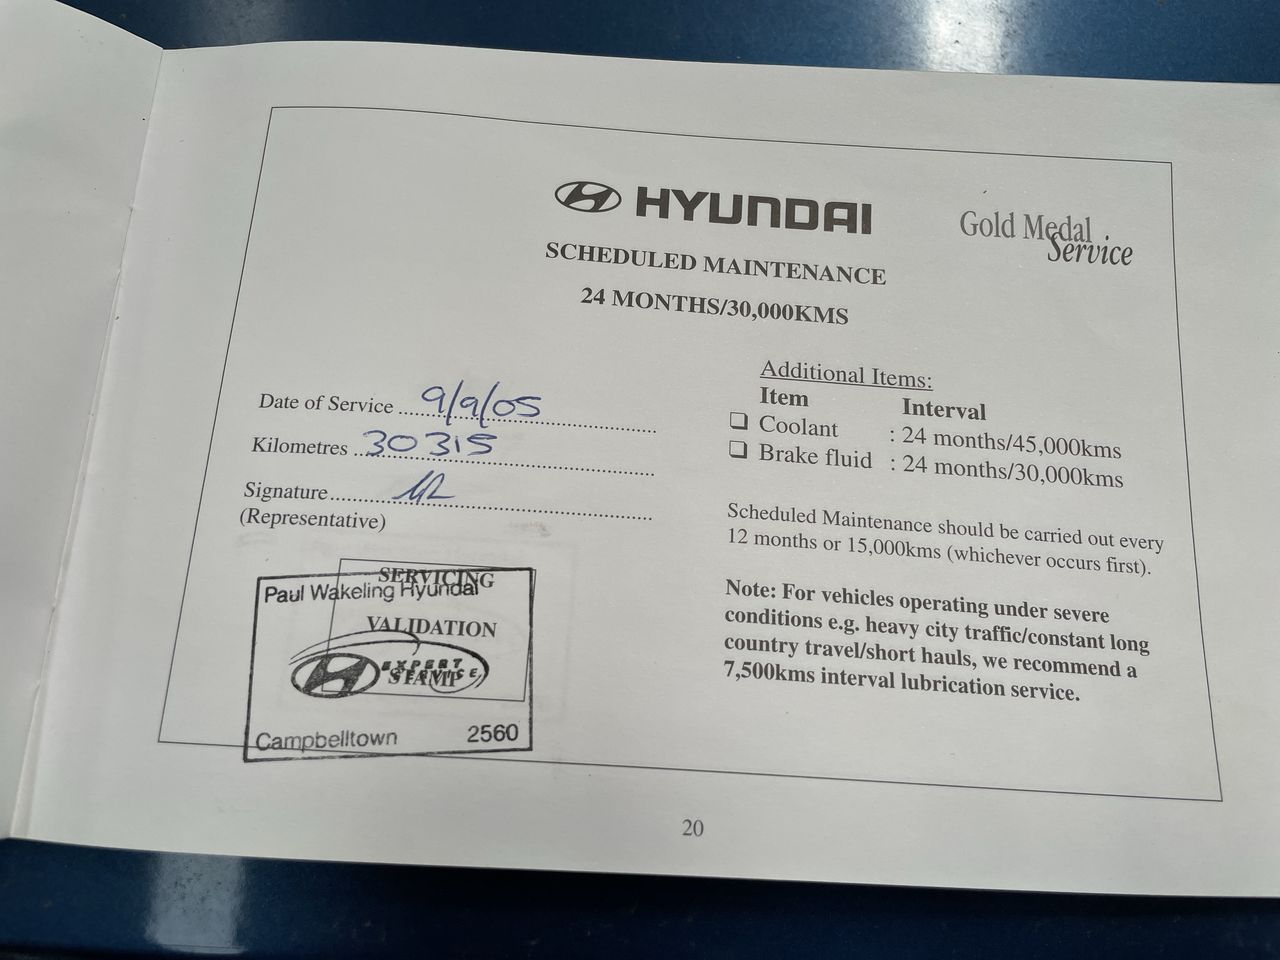 HYUNDAI
Gold Medal
Service
SCHEDULED MAINTENANCE
24 MONTHS/30,000KMS
Date of Service ........ 9/9/05 ........
Kilometres ........ 30315 ........
Signature ................
(Representative)
SERVICING
Paul Wakeling Hyundai
VALIDATION
EXPERT
STAMP
Campbelltown 2560
Additional Items:
Item Interval
❑ Coolant : 24 months/45,000kms
❑ Brake fluid : 24 months/30,000kms
Scheduled Maintenance should be carried out every
12 months or 15,000kms (whichever occurs first).
Note: For vehicles operating under severe
conditions e.g. heavy city traffic/constant long
country travel/short hauls, we recommend a
7,500kms interval lubrication service.
20